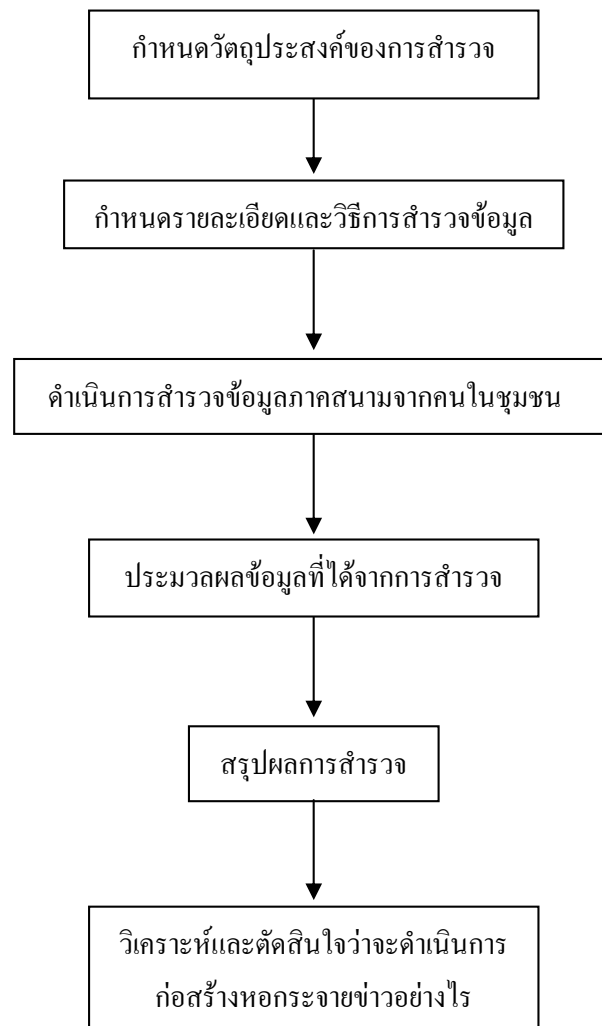 กำหนดวัตถุประสงค์ของการสำรวจ
กำหนดรายละเอียดและวิธีการสำรวจข้อมูล
ดำเนินการสำรวจข้อมูลภาคสนามจากคนในชุมชน
ประมวลผลข้อมูลที่ได้จากการสำรวจ
สรุปผลการสำรวจ
วิเคราะห์และตัดสินใจว่าจะดำเนินการ
ก่อสร้างหอกระจายข่าวอย่างไร